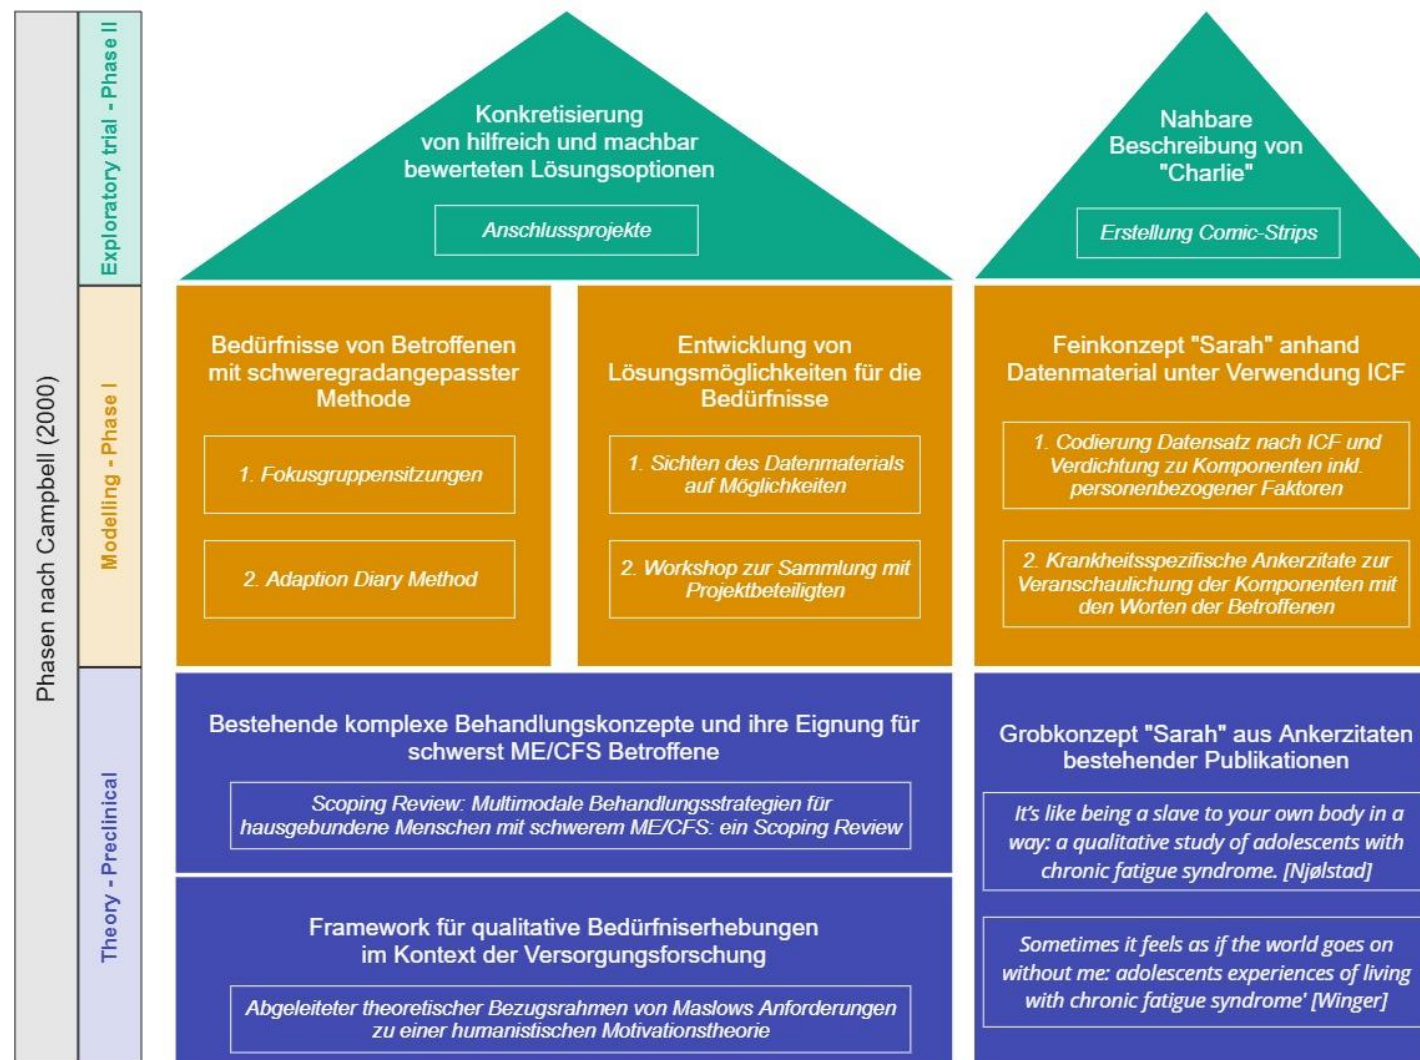 Phasen nach Campbell (2000)
Exploratory trial - Phase II
Konkretisierung
von hilfreich und machbar
bewerteten Lösungsoptionen
Anschlussprojekte
Nahbare
Beschreibung von
"Charlie"
Erstellung Comic-Strips
Modelling - Phase I
Bedürfnisse von Betroffenen
mit schweregradangepasster
Methode
1. Fokusgruppensitzungen
2. Adaption Diary Method
Entwicklung von
Lösungsmöglichkeiten für die
Bedürfnisse
1. Sichten des Datenmaterials
auf Möglichkeiten
2. Workshop zur Sammlung mit
Projektbeteiligten
Feinkonzept "Sarah" anhand
Datenmaterial unter Verwendung ICF
1. Codierung Datensatz nach ICF und
Verdichtung zu Komponenten inkl.
personenbezogener Faktoren
2. Krankheitsspezifische Ankerzitate zur
Veranschaulichung der Komponenten mit
den Worten der Betroffenen
Theory - Preclinical
Bestehende komplexe Behandlungskonzepte und ihre Eignung für
schwerst ME/CFS Betroffene
Scoping Review: Multimodale Behandlungsstrategien für
hausgebundene Menschen mit schwerem ME/CFS: ein Scoping Review
Framework für qualitative Bedürfniserhebungen
im Kontext der Versorgungsforschung
Abgeleiteter theoretischer Bezugsrahmen von Maslows Anforderungen
zu einer humanistischen Motivationstheorie
Grobkonzept "Sarah" aus Ankerzitaten
bestehender Publikationen
It's like being a slave to your own body in a
way: a qualitative study of adolescents with
chronic fatigue syndrome. [Njølstad]
Sometimes it feels as if the world goes on
without me: adolescents experiences of living
with chronic fatigue syndrome' [Winger]